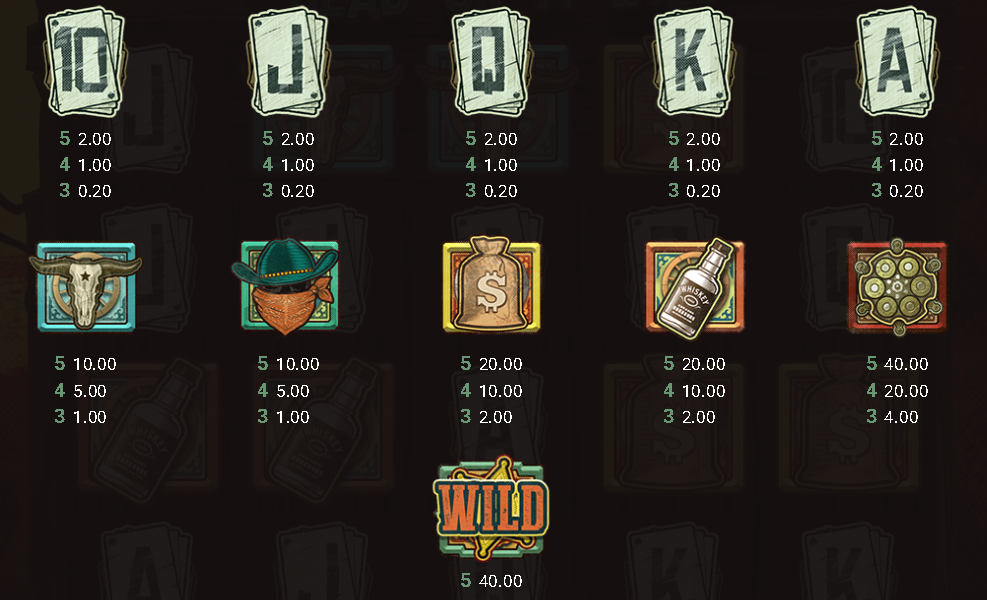 10 J Q K A
5 2.00 5 2.00 5 2.00 5 2.00 5 2.00
4 1.00 4 1.00 4 1.00 4 1.00 4 1.00
3 0.20 3 0.20 3 0.20 3 0.20 3 0.20
$ WHISKEY
5 10.00 5 10.00 5 20.00 5 20.00 5 40.00
4 5.00 4 5.00 4 10.00 4 10.00 4 20.00
3 1.00 3 1.00 3 2.00 3 2.00 3 4.00
WILD
5 40.00